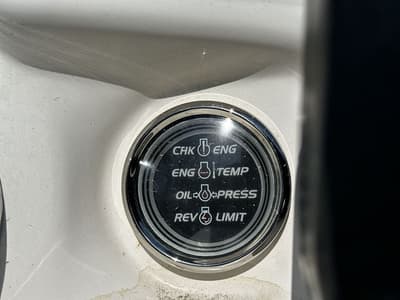 CHK ENG
ENG TEMP
OIL PRESS
REV LIMIT